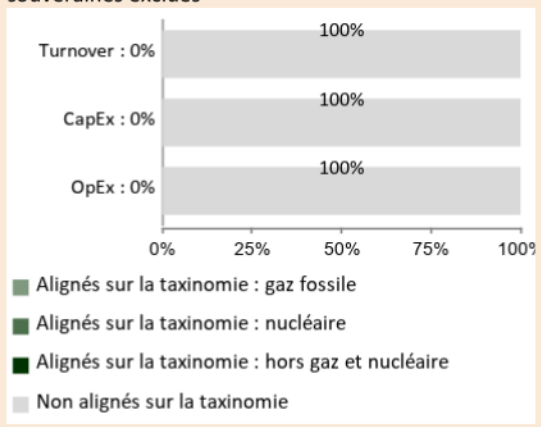 100%
Turnover : 0%
100%
CapEx : 0%
100%
OpEx : 0%
0% 25% 50% 75% 100%
Alignés sur la taxinomie : gaz fossile
Alignés sur la taxinomie : nucléaire
Alignés sur la taxinomie : hors gaz et nucléaire
Non alignés sur la taxinomie